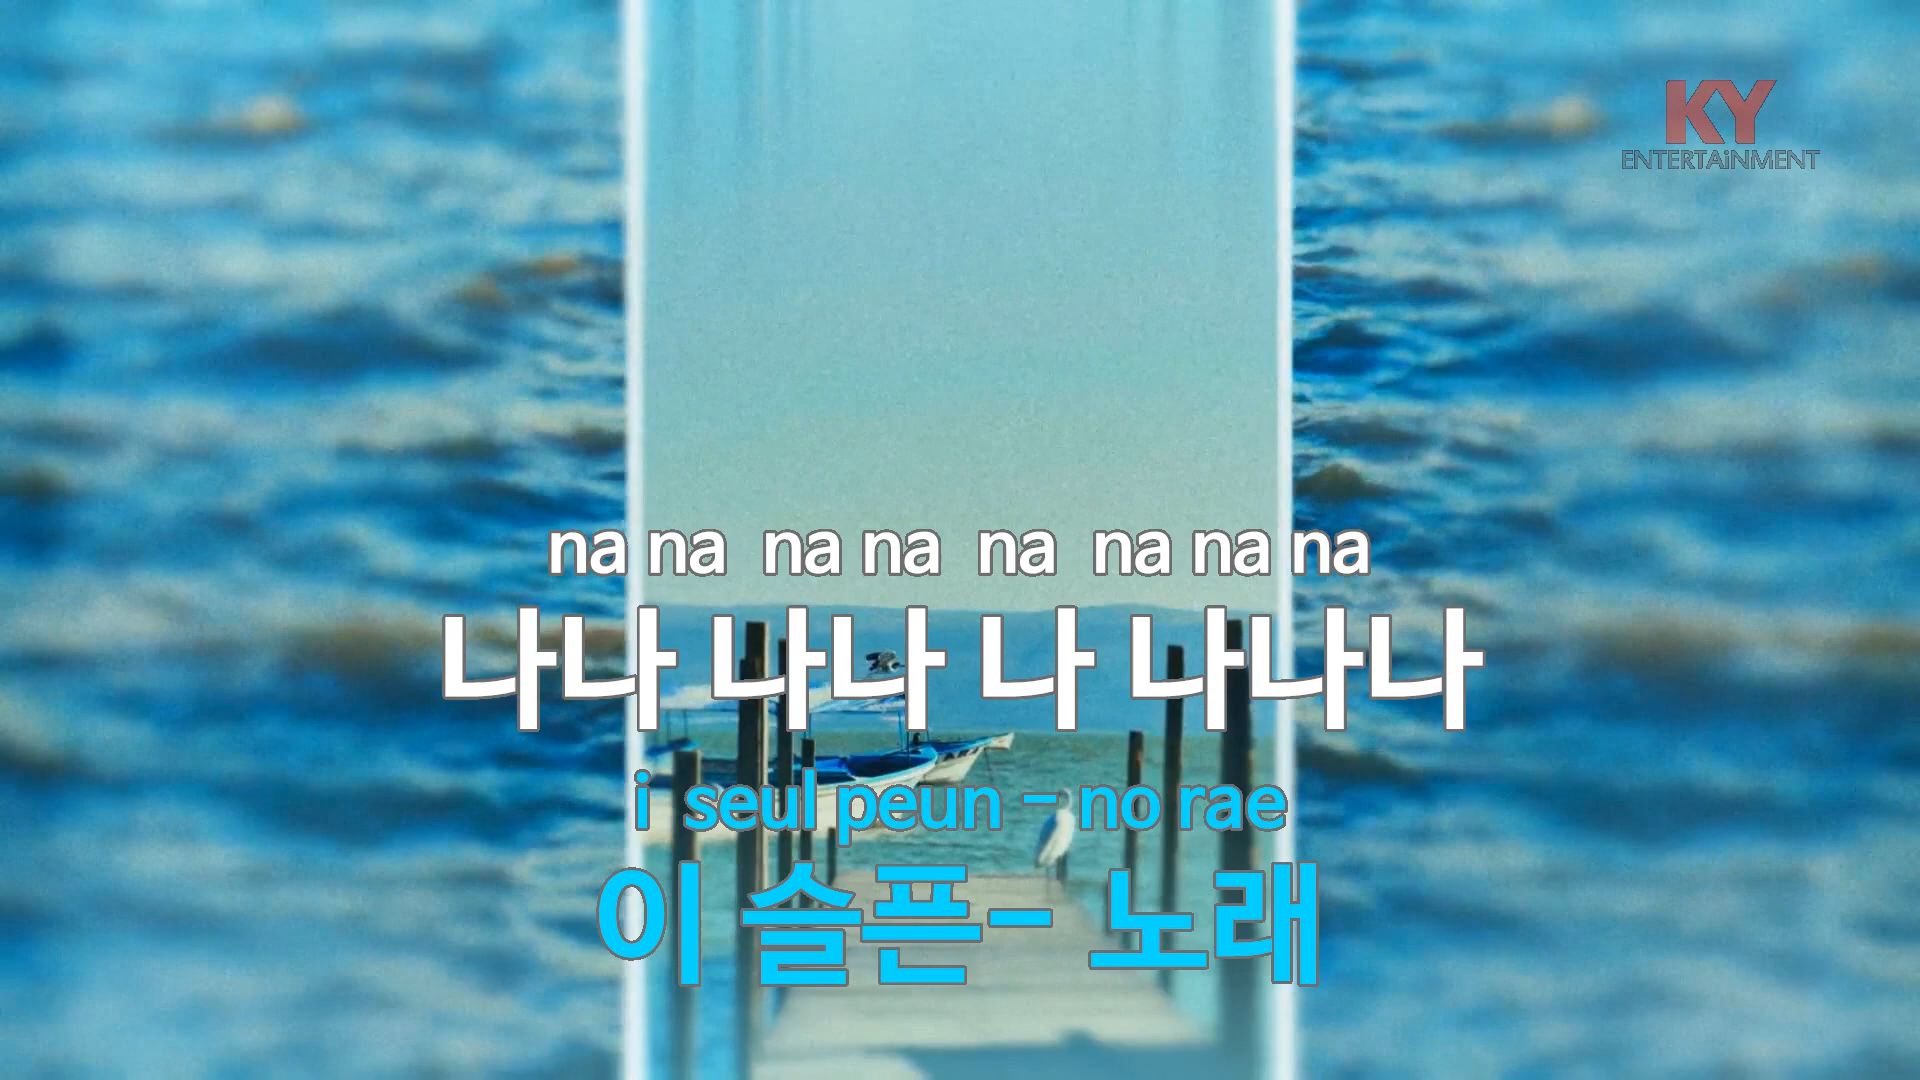 KY
ENTERTAiNMENT
na na na na na na na na
나나 나나 나 나나나
i seul peun - no rae
이 슬픈- 노래